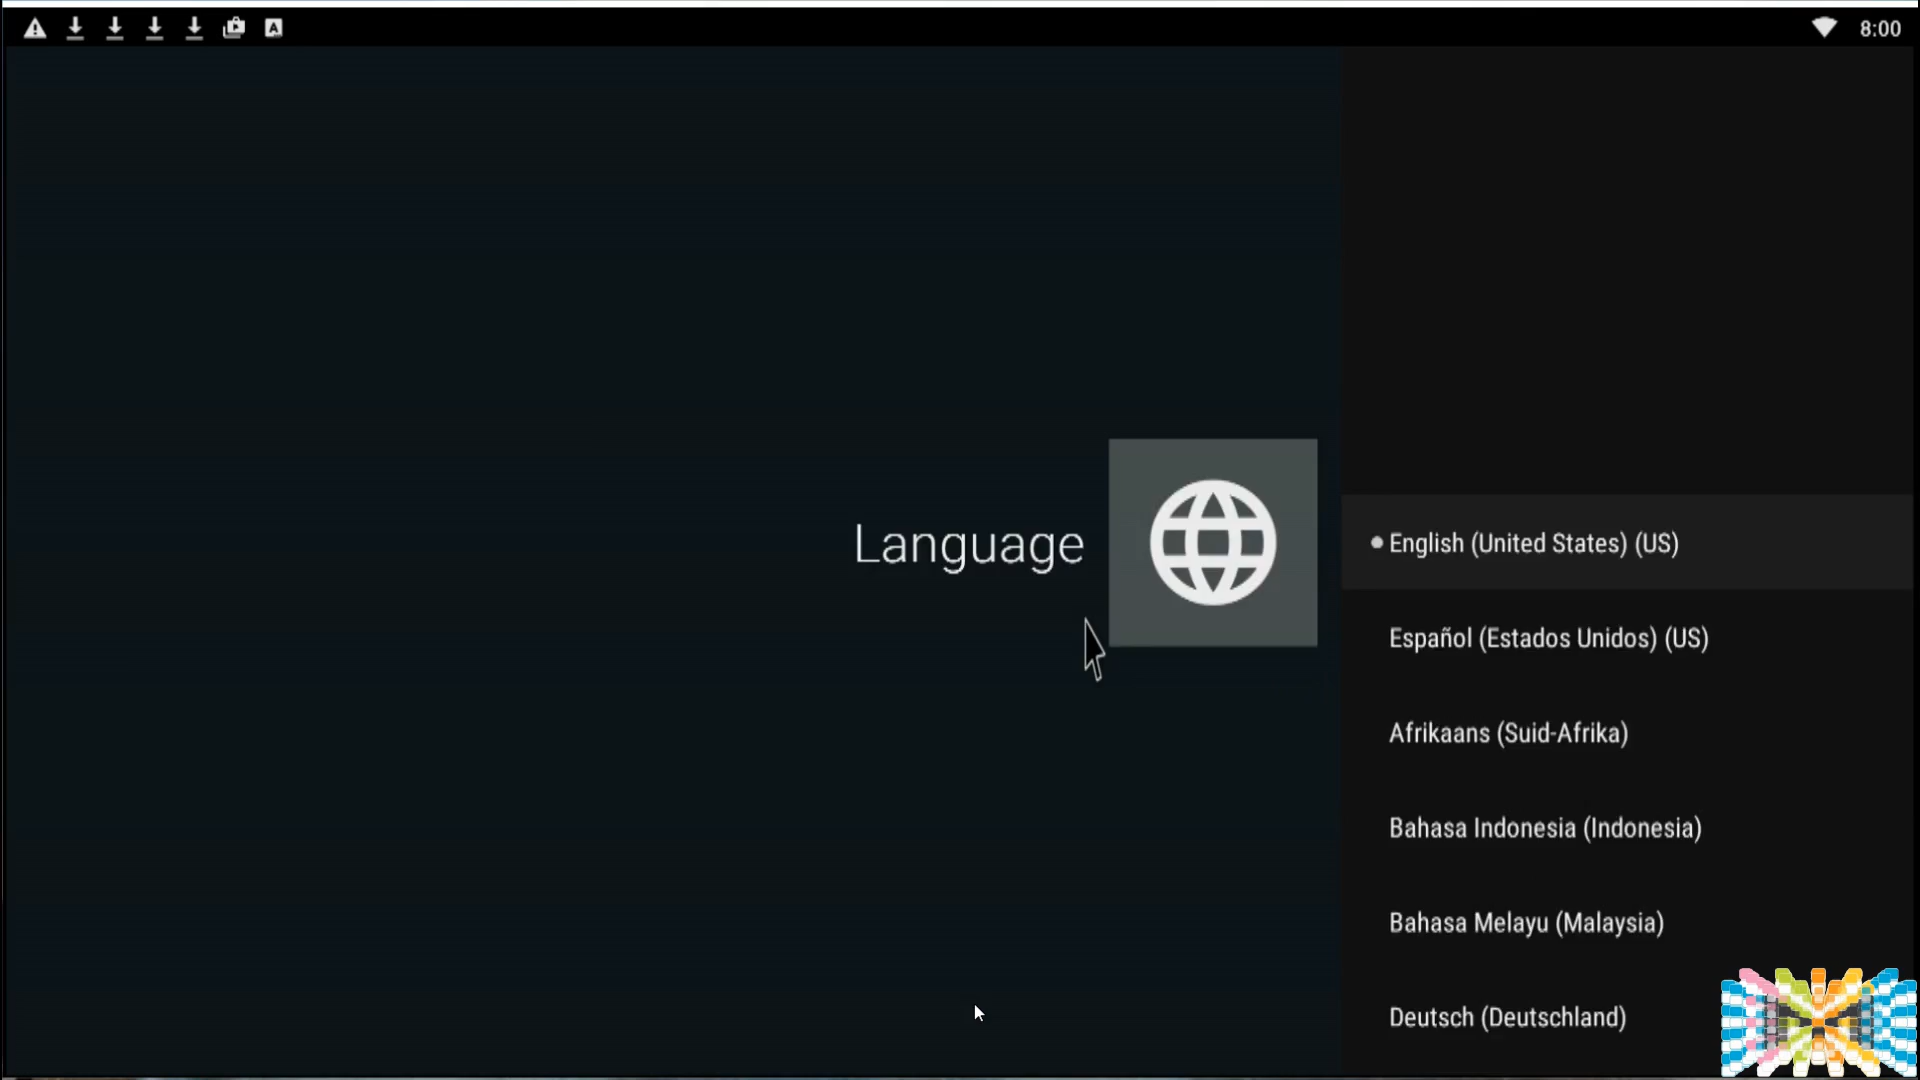 8:00
Language
English (United States) (US)
Español (Estados Unidos) (US)
Afrikaans (Suid-Afrika)
Bahasa Indonesia (Indonesia)
Bahasa Melayu (Malaysia)
Deutsch (Deutschland)